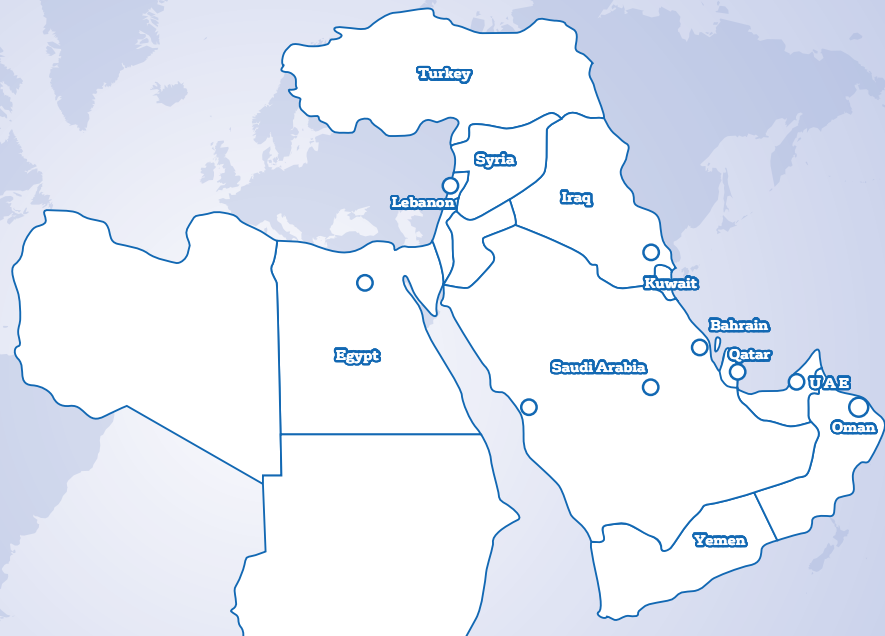 Turkey
Syria
Lebanon
Iraq
Kuwait
Bahrain
Egypt
Saudi Arabia
Qatar
U A E
Oman
Yemen